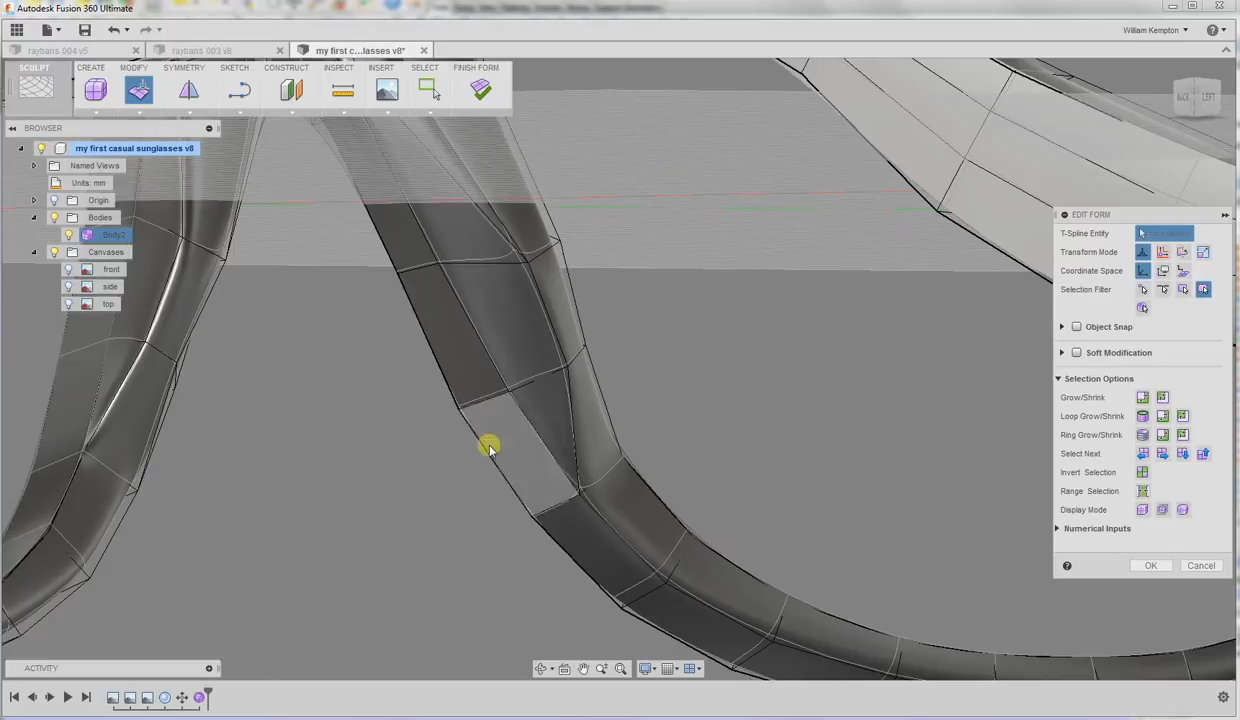 Autodesk Fusion 360 Ultimate
William Kempton
raybans 004 v5
raybans 003 v8
my first c...lasses v8*
SCULPT
CREATE
MODIFY
SYMMETRY
SKETCH
CONSTRUCT
INSPECT
INSERT
SELECT
FINISH FORM
BACK
LEFT
BROWSER
my first casual sunglasses v8
Named Views
Units: mm
Origin
Bodies
Body2
Canvases
front
side
top
EDIT FORM
T-Spline Entity
Transform Mode
Coordinate Space
Selection Filter
Object Snap
Soft Modification
Selection Options
Grow/Shrink
Loop Grow/Shrink
Ring Grow/Shrink
Select Next
Invert Selection
Range Selection
Display Mode
Numerical Inputs
OK
Cancel
ACTIVITY